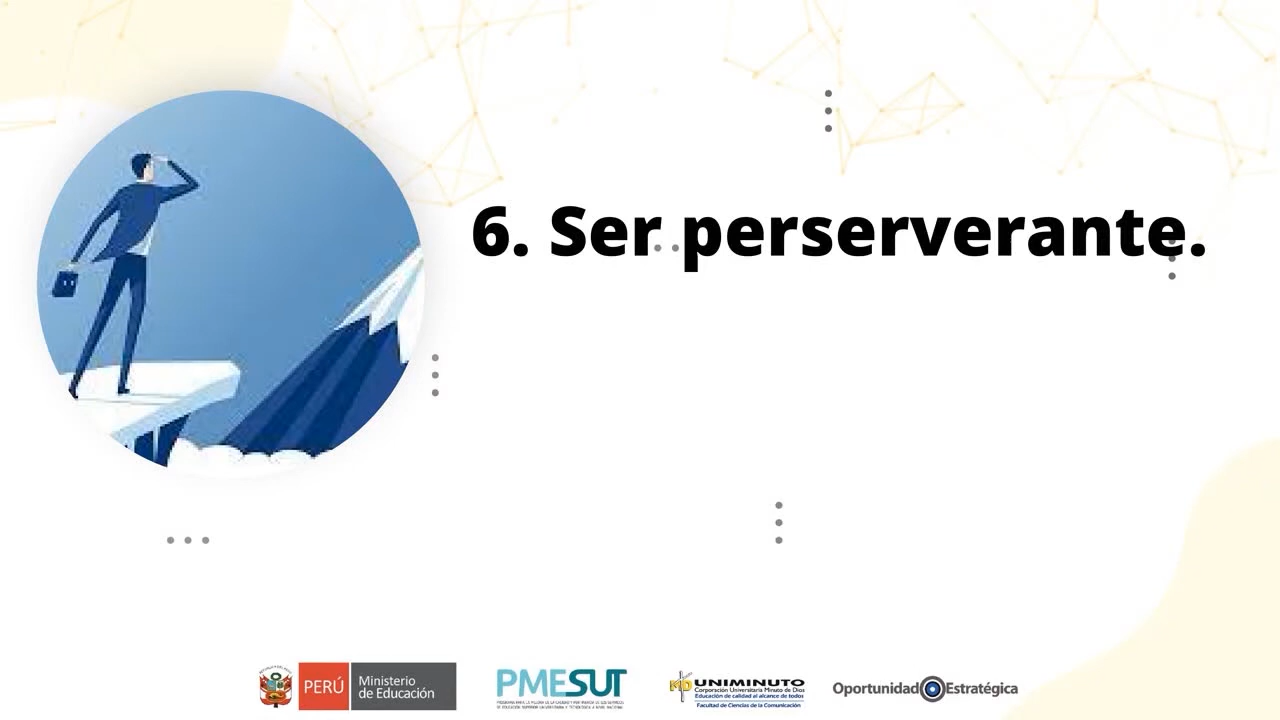 6. Ser perserverante.
PERÚ
Ministerio
de Educación
PMESUT
UNIMINUTO
Corporación Universitaria Minuto de Dios
Educación de calidad al alcance de todos
Facultad de Ciencias de la Comunicación
Oportunidad Estratégica